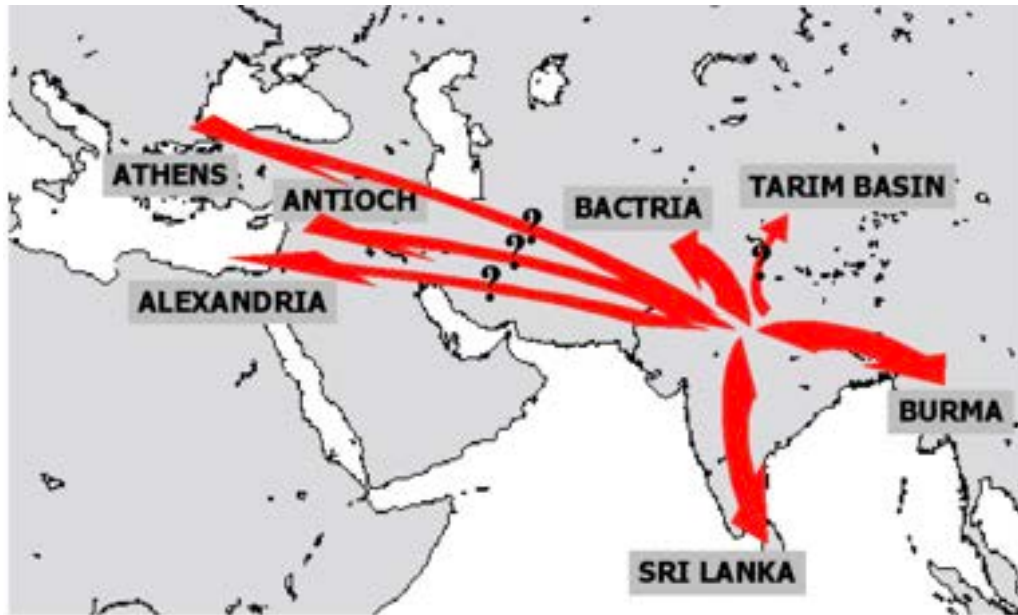 ATHENS
ANTIOCH
BACTRIA
TARIM BASIN
?
?
?
?
ALEXANDRIA
BURMA
SRI LANKA